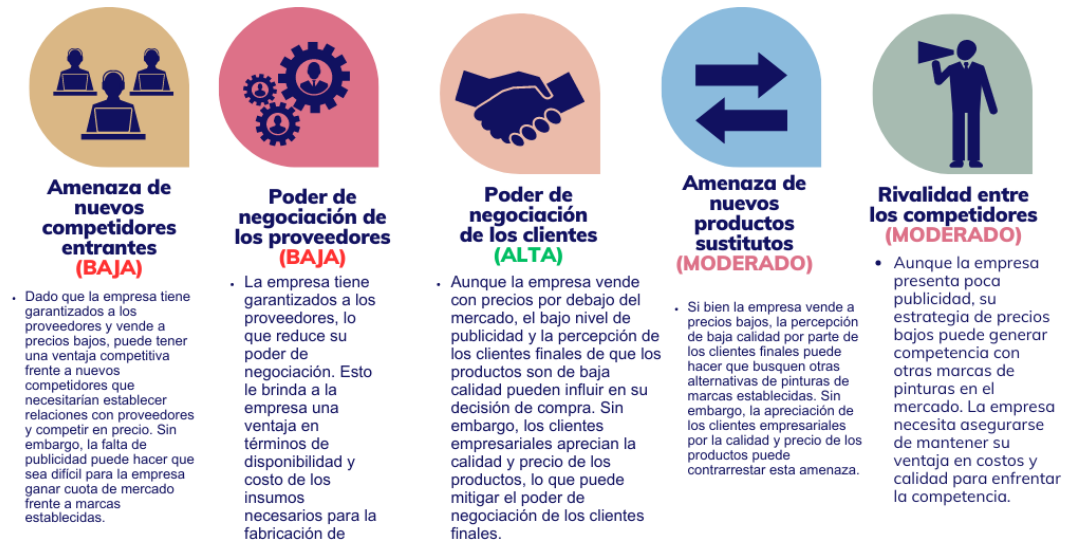 Amenaza de
nuevos
competidores
entrantes
(BAJA)
• Dado que la empresa tiene
garantizados a los
proveedores y vende a
precios bajos, puede tener
una ventaja competitiva
frente a nuevos
competidores que
necesitarían establecer
relaciones con proveedores
y competir en precio. Sin
embargo, la falta de
publicidad puede hacer que
sea difícil para la empresa
ganar cuota de mercado
frente a marcas
establecidas.
Poder de
negociación de
los proveedores
(BAJA)
• La empresa tiene
garantizados a los
proveedores, lo
que reduce su
poder de
negociación. Esto
le brinda a la
empresa una
ventaja en
términos de
disponibilidad y
costo de los
insumos
necesarios para la
fabricación de
Poder de
negociación
de los clientes
(ALTA)
• Aunque la empresa vende
con precios por debajo del
mercado, el bajo nivel de
publicidad y la percepción de
los clientes finales de que los
productos son de baja
calidad pueden influir en su
decisión de compra. Sin
embargo, los clientes
empresariales aprecian la
calidad y precio de los
productos, lo que puede
mitigar el poder de
negociación de los clientes
finales.
Amenaza de
nuevos
productos
sustitutos
(MODERADO)
• Si bien la empresa vende a
precios bajos, la percepción
de baja calidad por parte de
los clientes finales puede
hacer que busquen otras
alternativas de pinturas de
marcas establecidas. Sin
embargo, la apreciación de
los clientes empresariales
por la calidad y precio de los
productos puede
contrarrestar esta amenaza.
Rivalidad entre
los competidores
(MODERADO)
• Aunque la empresa
presenta poca
publicidad, su
estrategia de precios
bajos puede generar
competencia con
otras marcas de
pinturas en el
mercado. La empresa
necesita asegurarse
de mantener su
ventaja en costos y
calidad para enfrentar
la competencia.